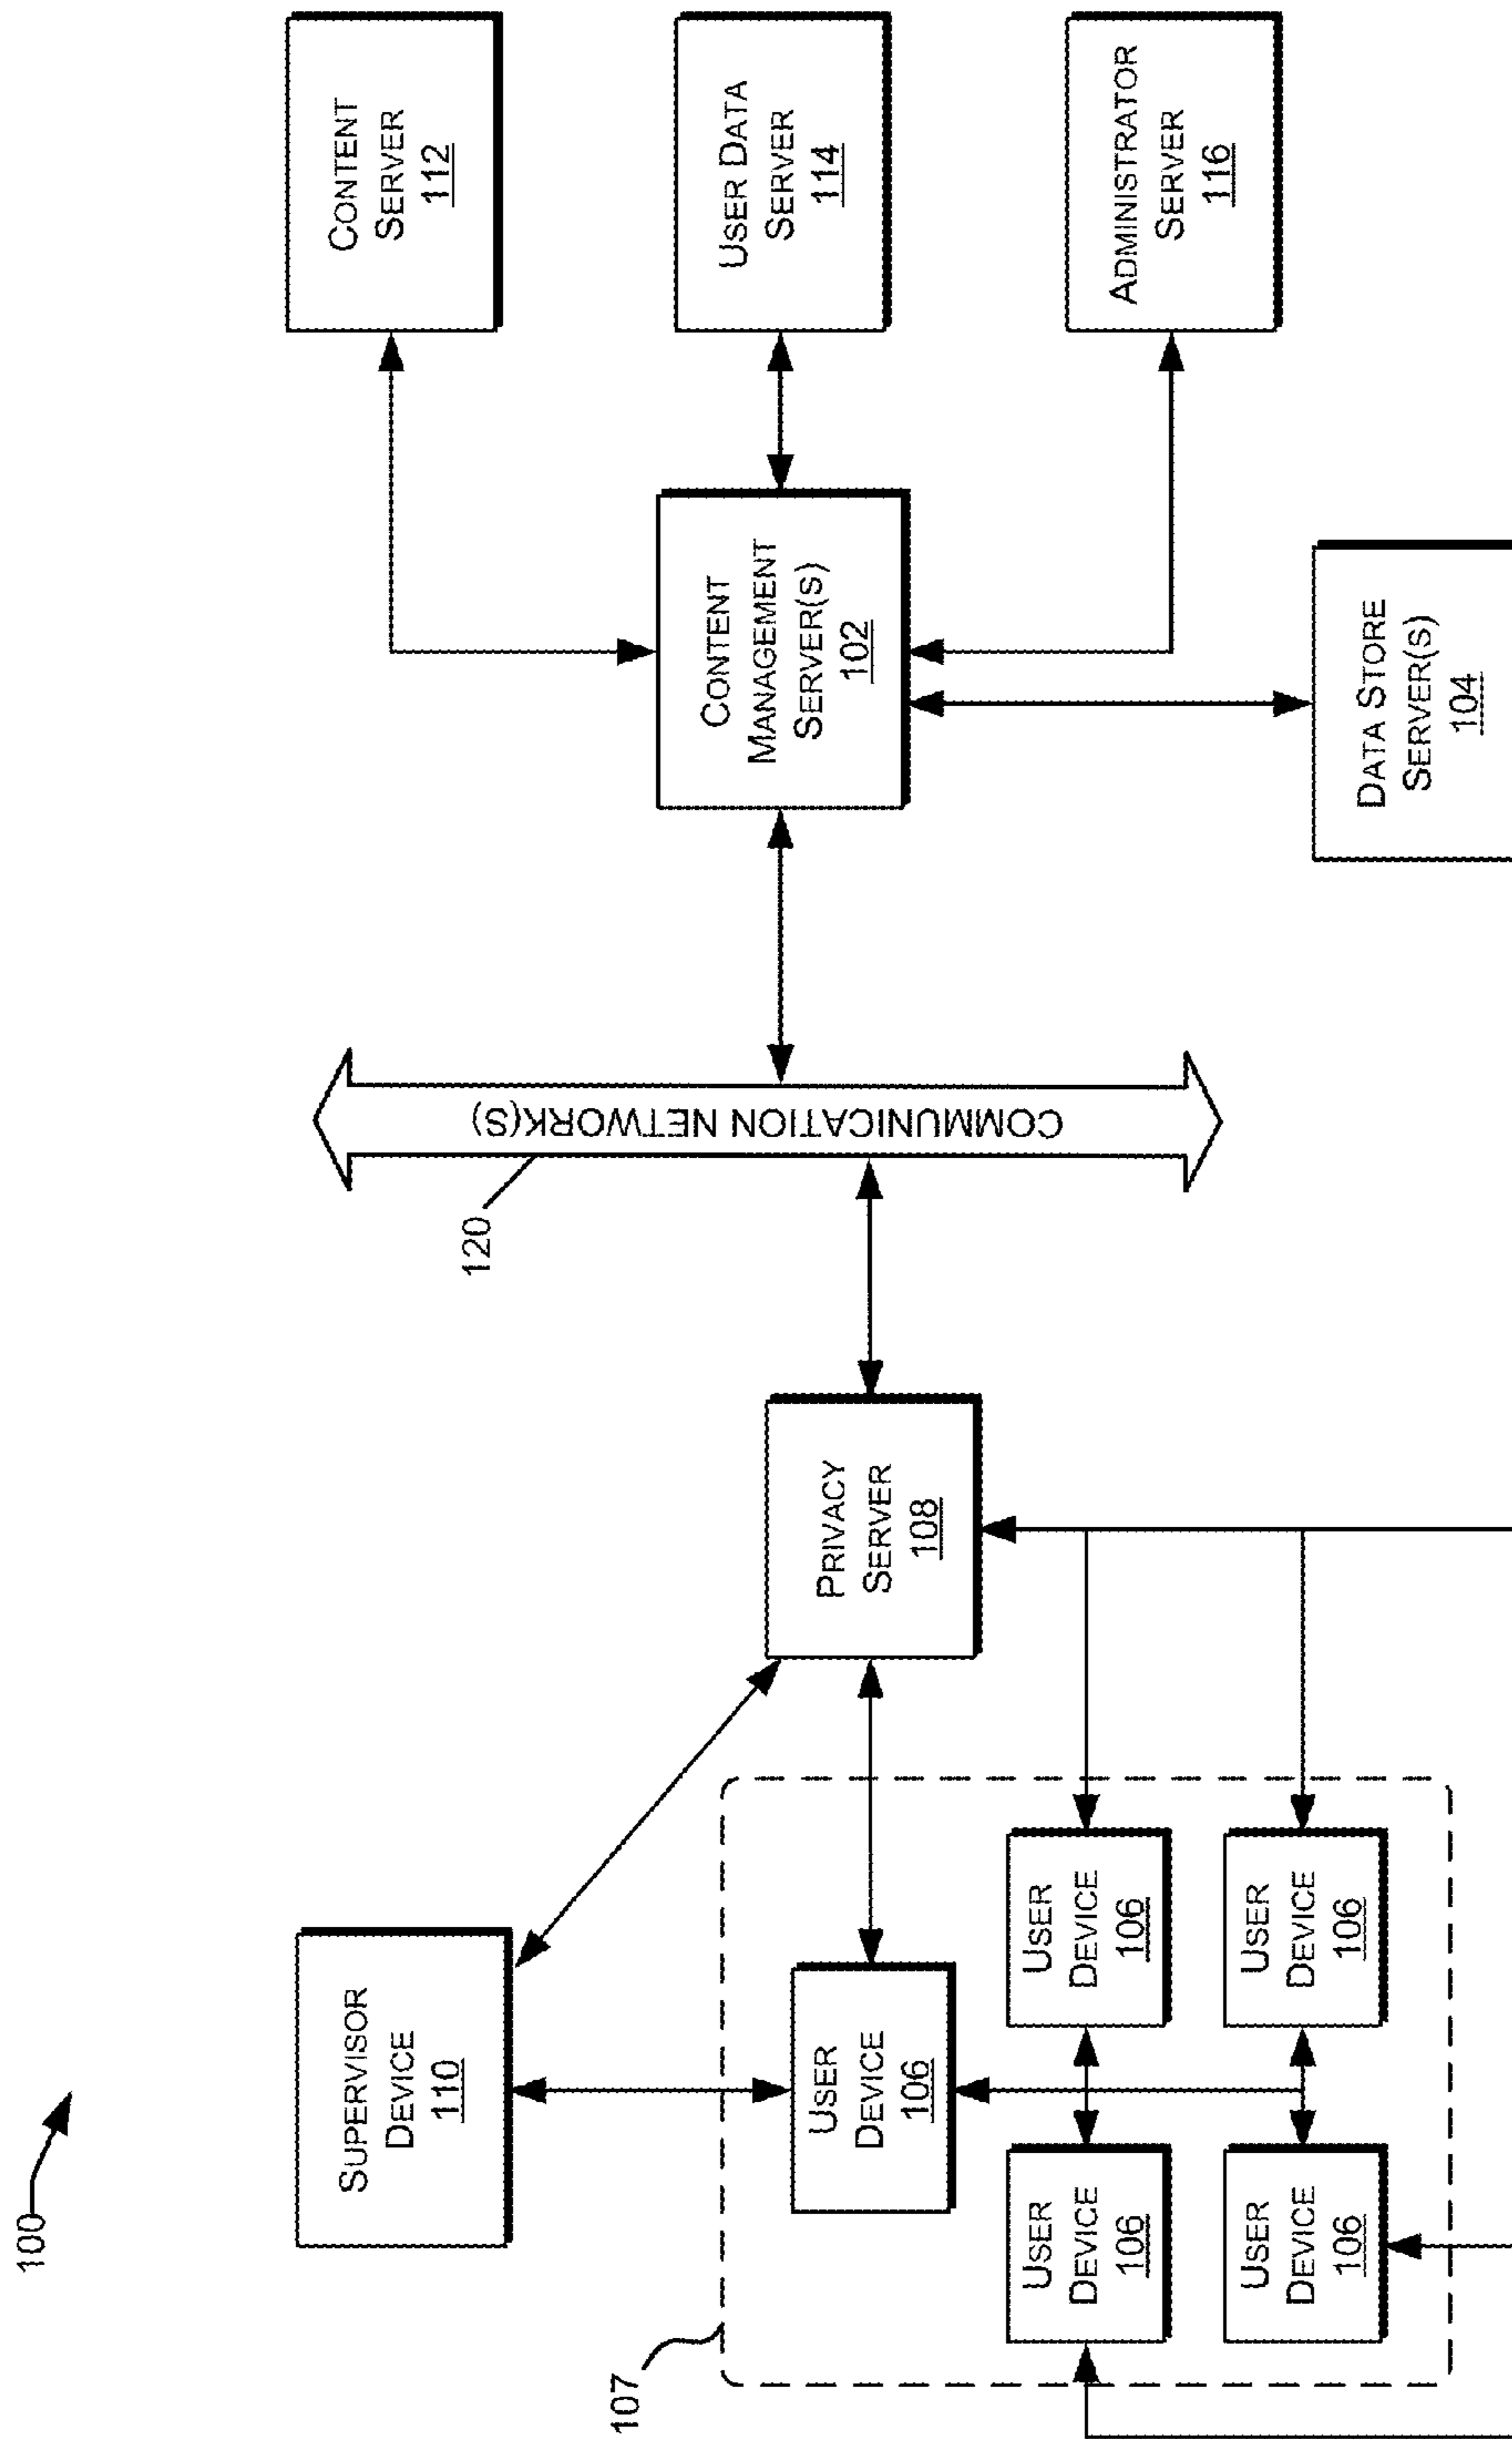 100
SUPERVISOR
DEVICE
110
107
USER
DEVICE
106
USER
DEVICE
106
USER
DEVICE
106
USER
DEVICE
106
USER
DEVICE
106
PRIVACY
SERVER
108
120
COMMUNICATION NETWORK(S)
CONTENT
MANAGEMENT
SERVER(S)
102
DATA STORE
SERVER(S)
104
CONTENT
SERVER
112
USER DATA
SERVER
114
ADMINISTRATOR
SERVER
116